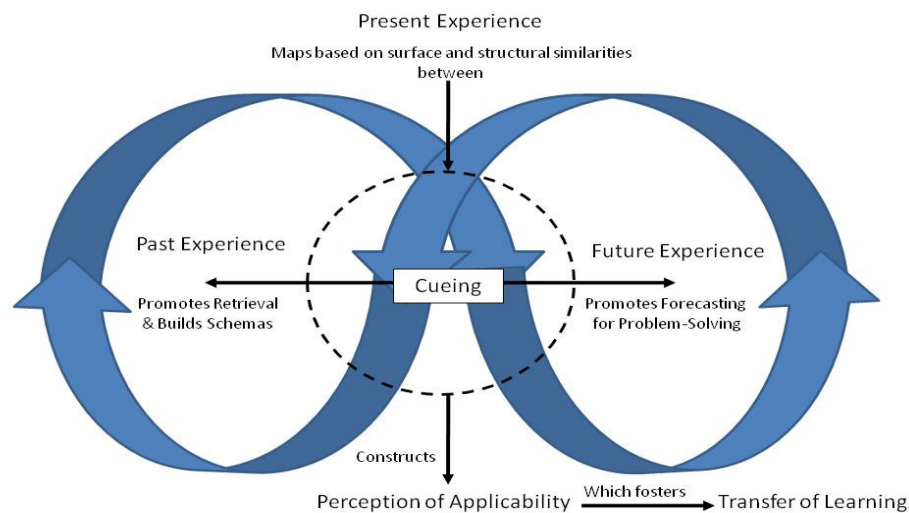 Present Experience
Maps based on surface and structural similarities
between
Past Experience
Promotes Retrieval
& Builds Schemas
Cueing
Future Experience
Promotes Forecasting
for Problem-Solving
Constructs
Perception of Applicability
Which fosters
Transfer of Learning